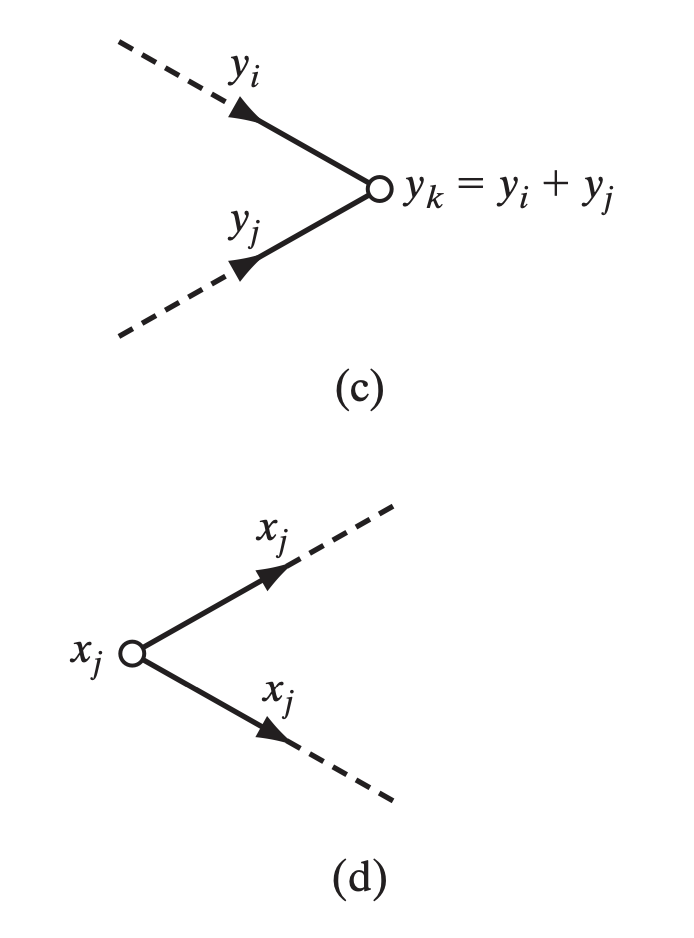 y_i
y_k = y_i + y_j
y_j
(c)
x_j
x_j
x_j
(d)